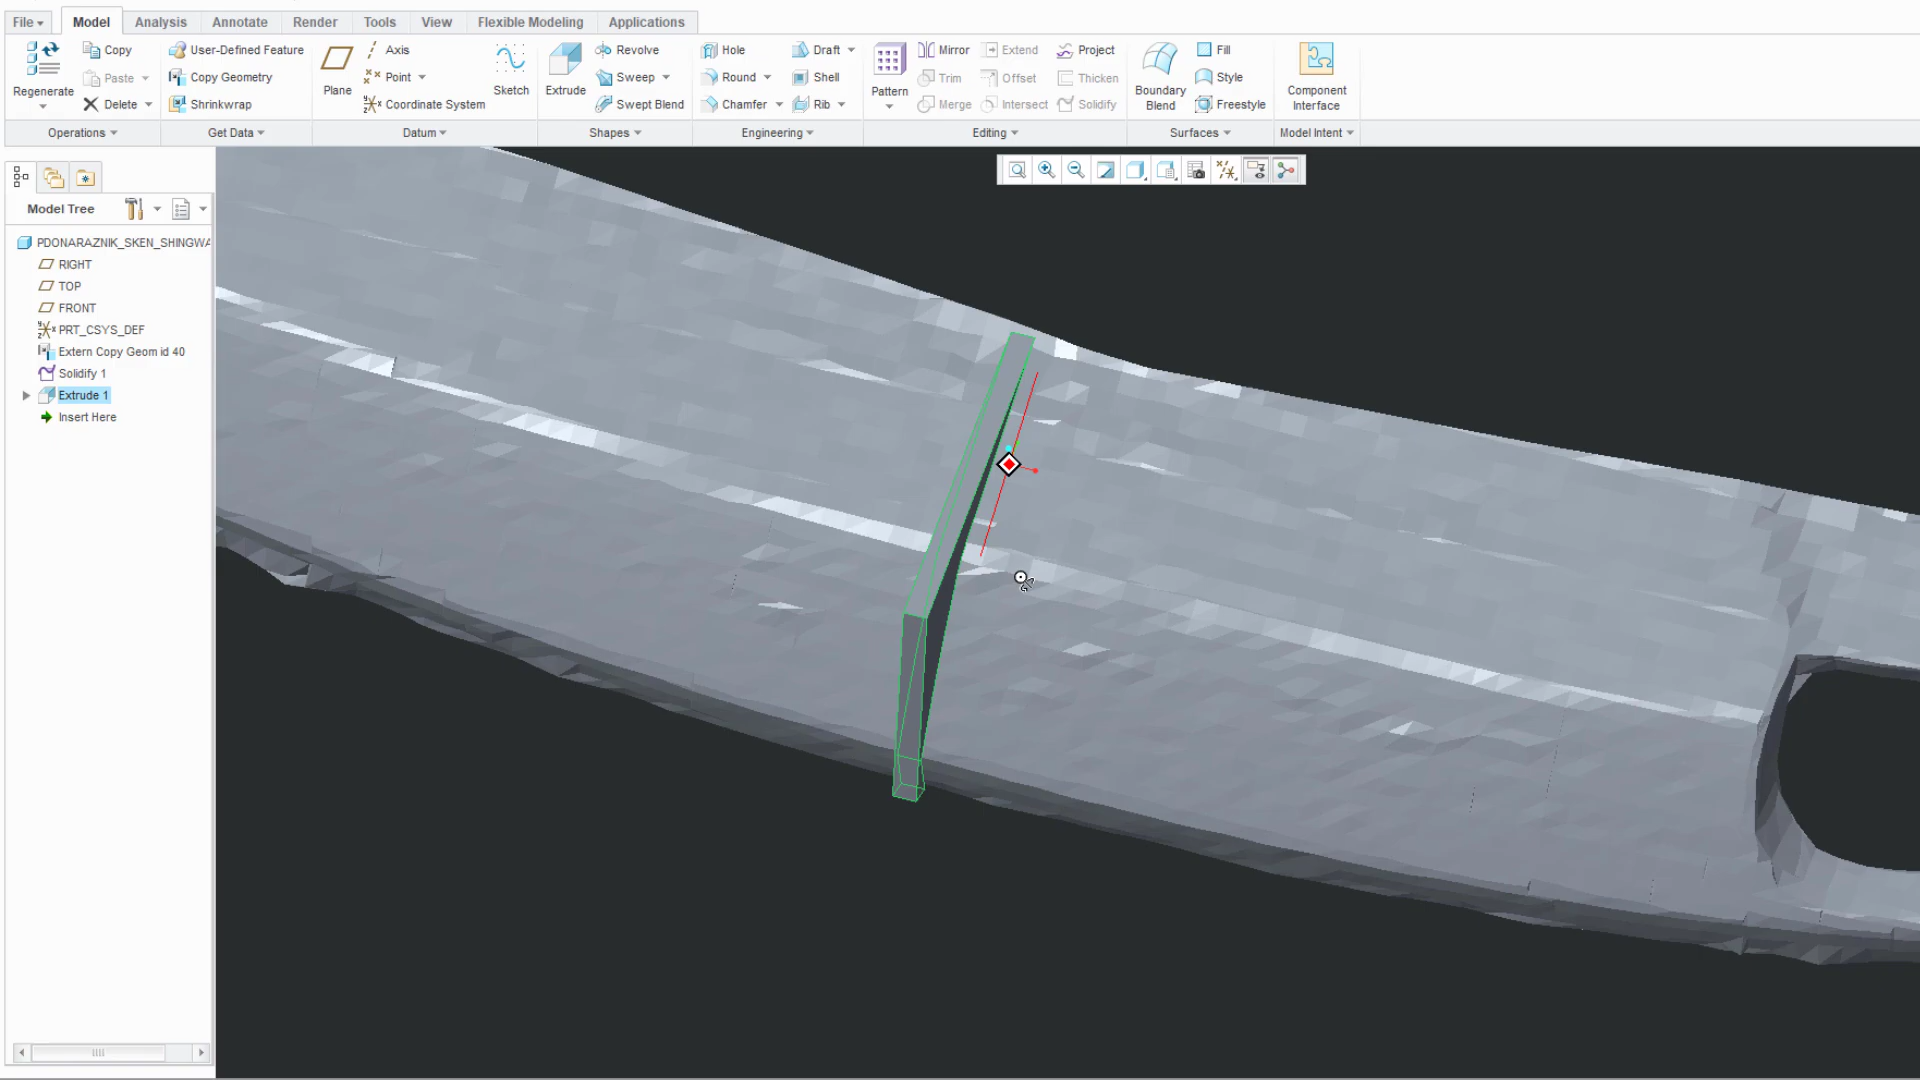 File Model Analysis Annotate Render Tools View Flexible Modeling Applications
Regenerate
Copy
Paste
Delete
Operations
User-Defined Feature
Copy Geometry
Shrinkwrap
Get Data
Plane
Axis
Point
Coordinate System
Sketch
Datum
Extrude
Revolve
Sweep
Swept Blend
Shapes
Hole
Round
Chamfer
Draft
Shell
Rib
Engineering
Pattern
Mirror
Trim
Merge
Extend
Offset
Intersect
Project
Thicken
Solidify
Editing
Boundary
Blend
Fill
Style
Freestyle
Surfaces
Component
Interface
Model Intent
Model Tree
PDONARAZNIK_SKEN_SHINGWA
RIGHT
TOP
FRONT
PRT_CSYS_DEF
Extern Copy Geom id 40
Solidify 1
Extrude 1
Insert Here